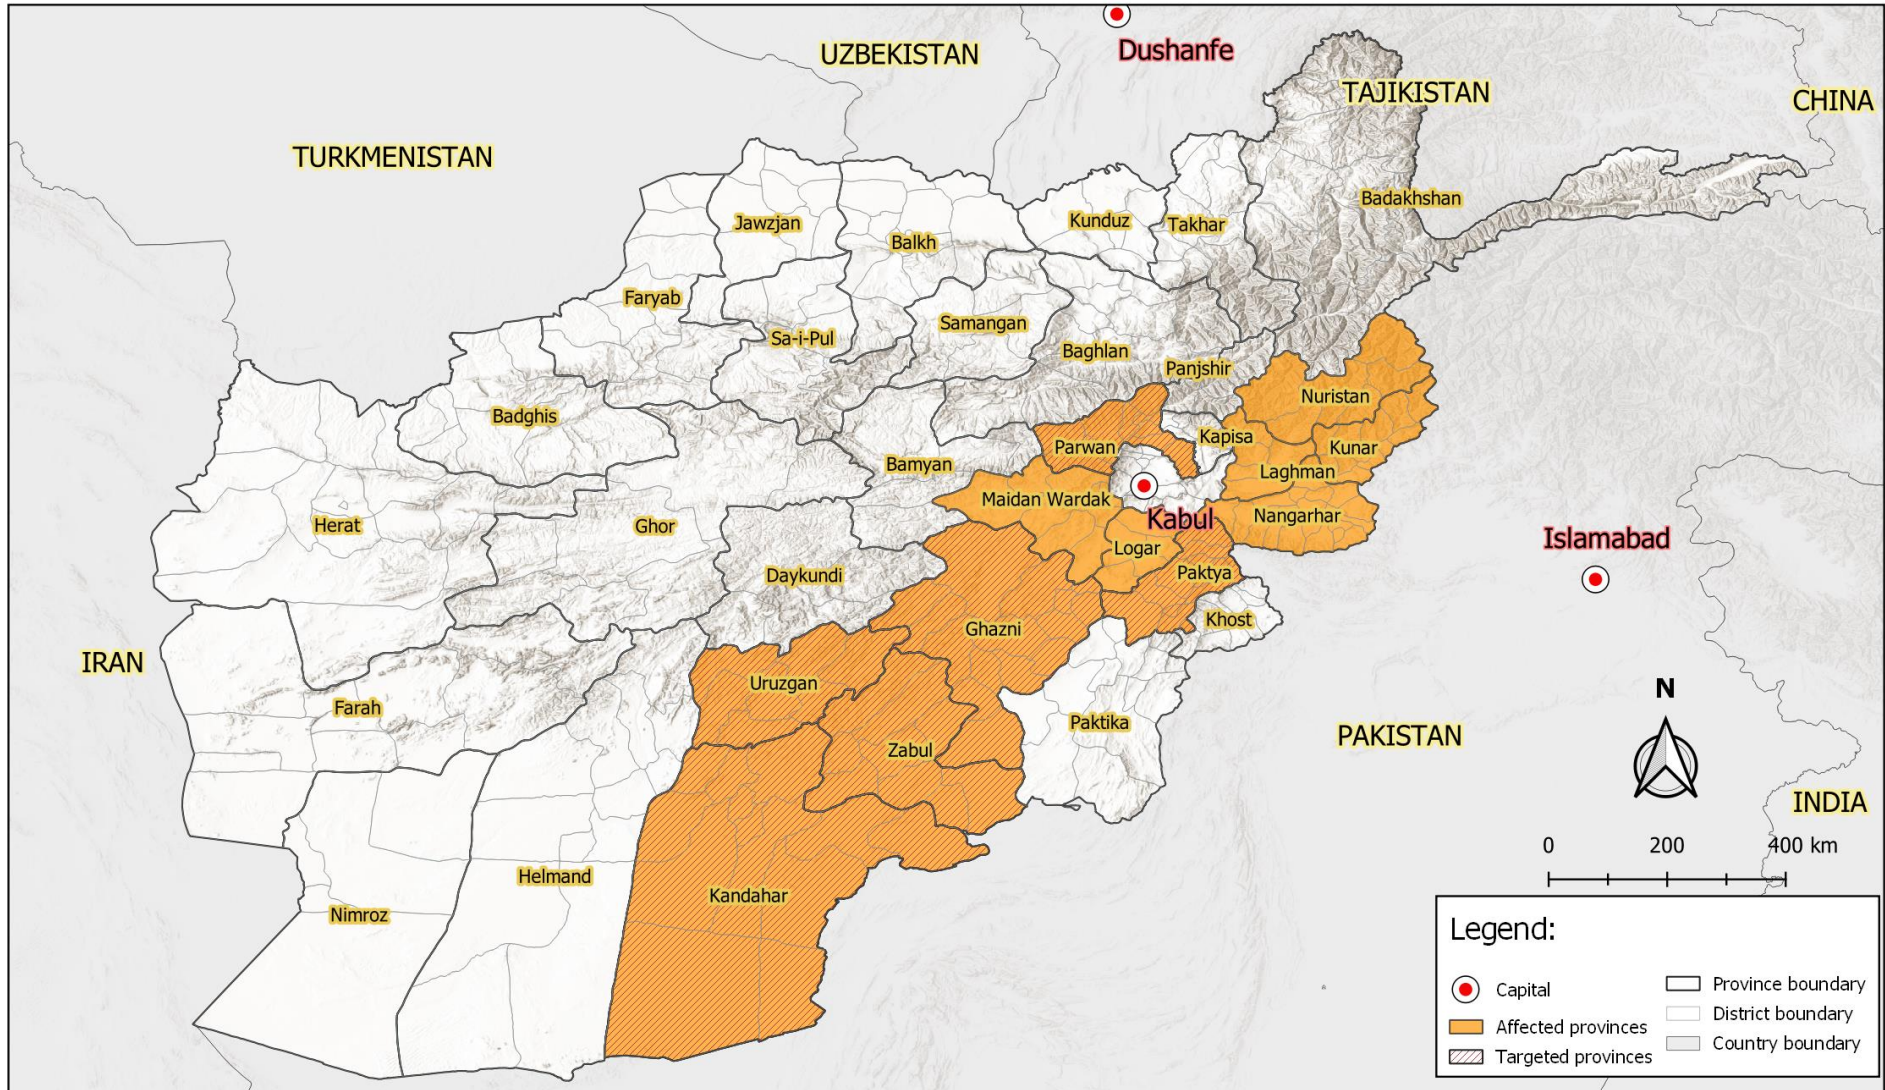 Dushanfe
UZBEKISTAN
TAJIKISTAN
CHINA
TURKMENISTAN
Badakhshan
Jawzjan
Kunduz
Takhar
Balkh
Faryab
Samangan
Sa-i-Pul
Baghlan
Panjshir
Nuristan
Badghis
Kapisa
Parwan
Kunar
Bamyan
Laghman
Maidan Wardak
Herat
Ghor
Kabul
Nangarhar
Islamabad
Logar
Daykundi
Paktya
Khost
Ghazni
IRAN
Uruzgan
N
Farah
Paktika
PAKISTAN
Zabul
INDIA
0 200 400 km
Helmand
Kandahar
Nimroz
Legend:
Capital
Affected provinces
Targeted provinces
Province boundary
District boundary
Country boundary